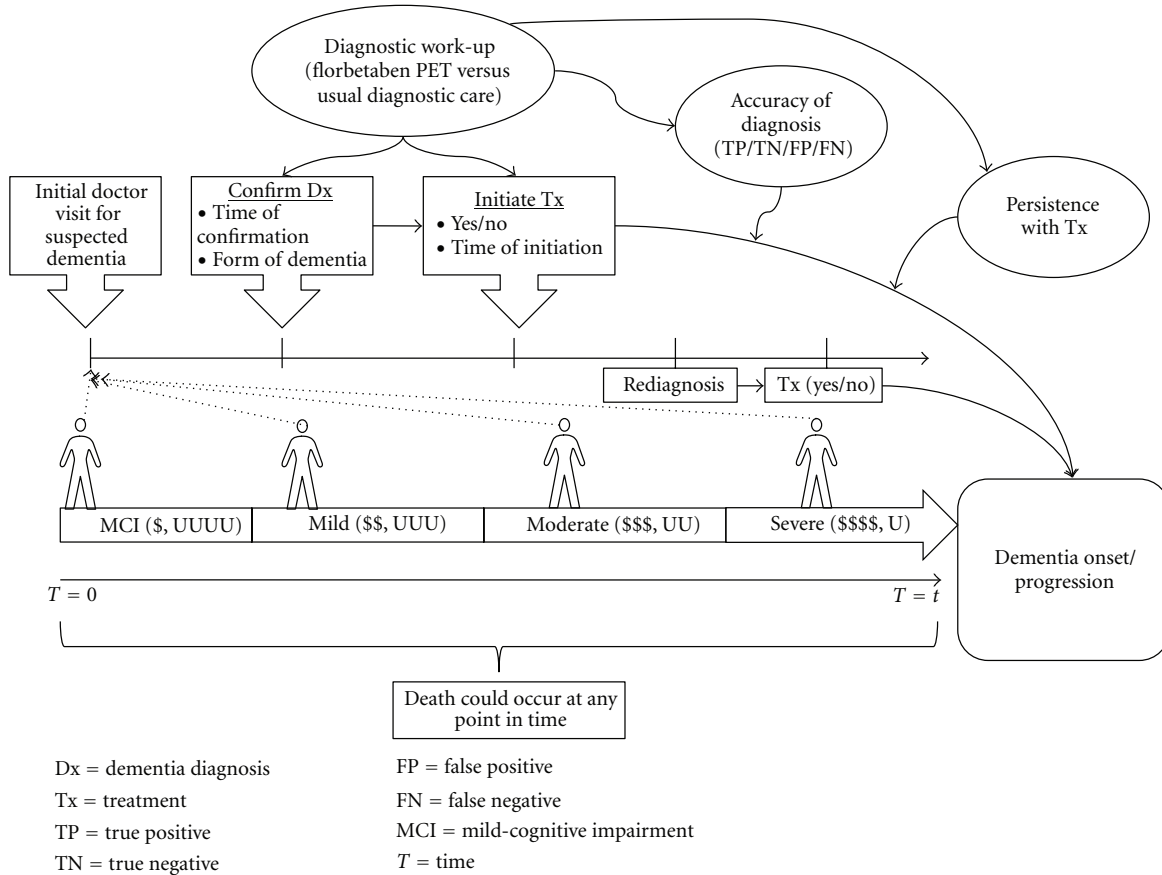 Diagnostic work-up
(florbetaben PET versus
usual diagnostic care)
Accuracy of
diagnosis
(TP/TN/FP/FN)
Persistence
with Tx
Initial doctor
visit for
suspected
dementia
Confirm Dx
• Time of
confirmation
• Form of dementia
Initiate Tx
• Yes/no
• Time of initiation
Rediagnosis
Tx (yes/no)
MCI ($, UUUU)
Mild ($$, UUU)
Moderate ($$$, UU)
Severe ($$$$, U)
Dementia onset/
progression
T = 0
T = t
Death could occur at any
point in time
Dx = dementia diagnosis
Tx = treatment
TP = true positive
TN = true negative
FP = false positive
FN = false negative
MCI = mild-cognitive impairment
T = time